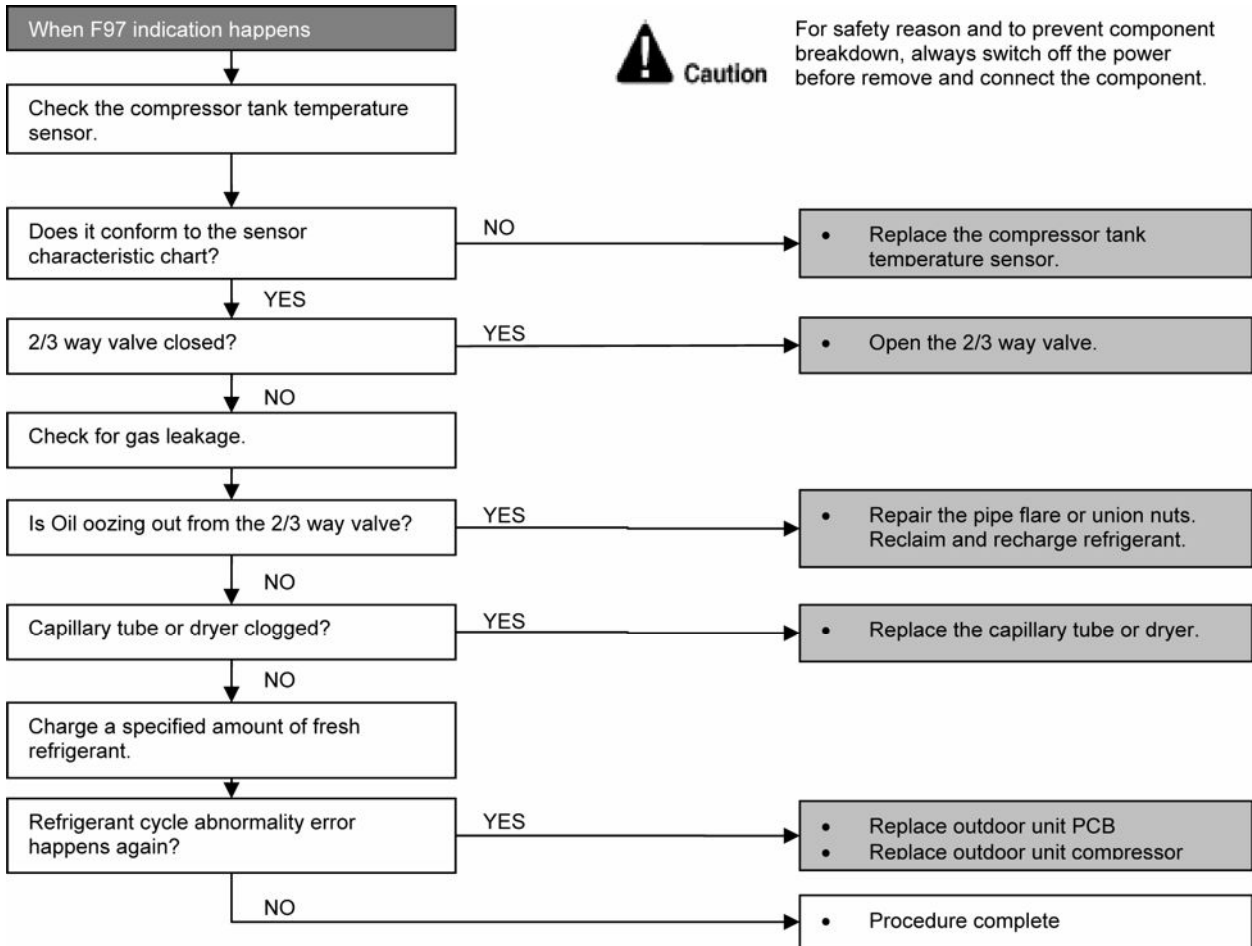 When F97 indication happens
Caution
For safety reason and to prevent component
breakdown, always switch off the power
before remove and connect the component.
Check the compressor tank temperature
sensor.
Does it conform to the sensor
characteristic chart?
NO
• Replace the compressor tank
temperature sensor.
YES
2/3 way valve closed?
YES
• Open the 2/3 way valve.
NO
Check for gas leakage.
Is Oil oozing out from the 2/3 way valve?
YES
• Repair the pipe flare or union nuts.
Reclaim and recharge refrigerant.
NO
Capillary tube or dryer clogged?
YES
• Replace the capillary tube or dryer.
NO
Charge a specified amount of fresh
refrigerant.
Refrigerant cycle abnormality error
happens again?
YES
• Replace outdoor unit PCB
• Replace outdoor unit compressor
NO
• Procedure complete